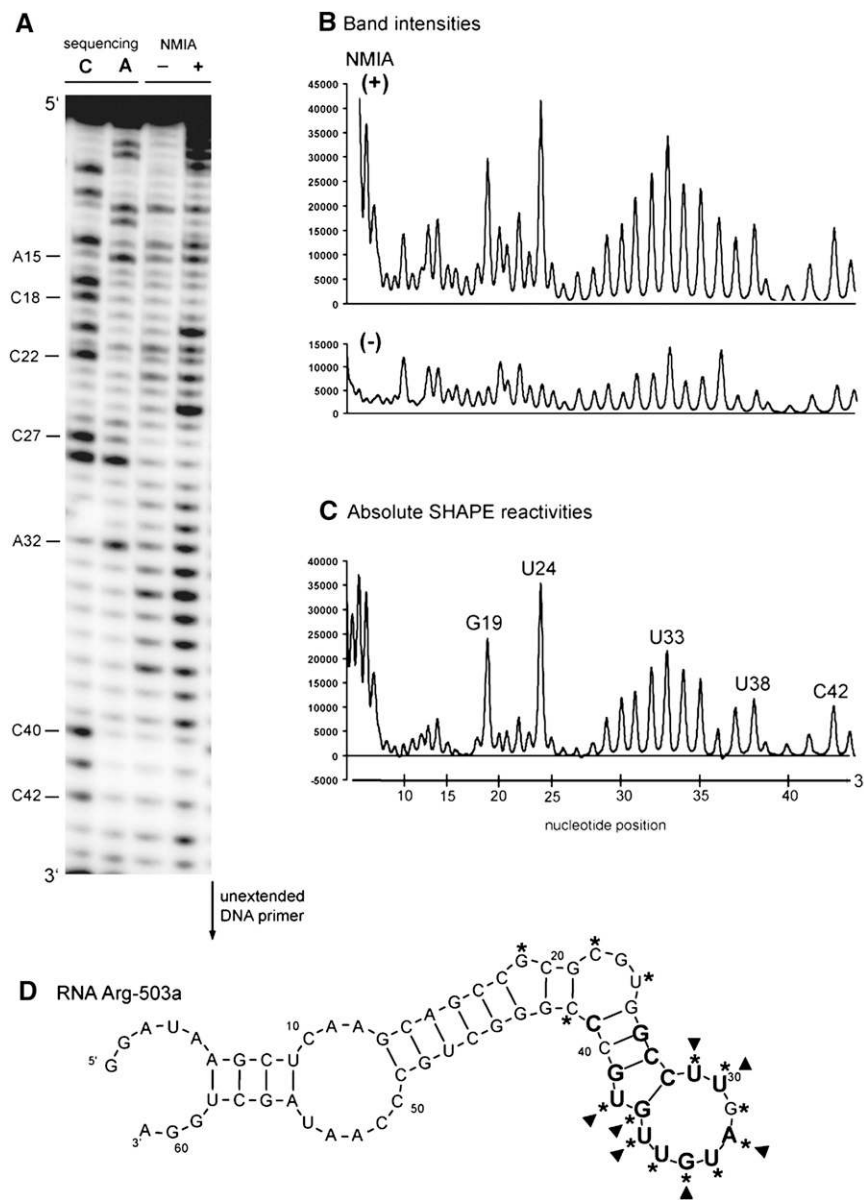 A
sequencing NMIA
C A – +
5'
A15
C18
C22
C27
A32
C40
C42
3'
unextended
DNA primer
B Band intensities
NMIA
(+)
45000
40000
35000
30000
25000
20000
15000
10000
5000
0
(-)
15000
10000
5000
0
C Absolute SHAPE reactivities
40000
35000
30000
25000
20000
15000
10000
5000
0
-5000
G19
U24
U33
U38
C42
10 15 20 25 30 35 40 3
nucleotide position
D RNA Arg-503a
5' G G A U A A G C U C A A G C A G C C G C G C G U G G C C U U G A U G U U G U G C C C G G G C U G C C C A A U A G C U G G A 3'
10
20
30
40
50
60